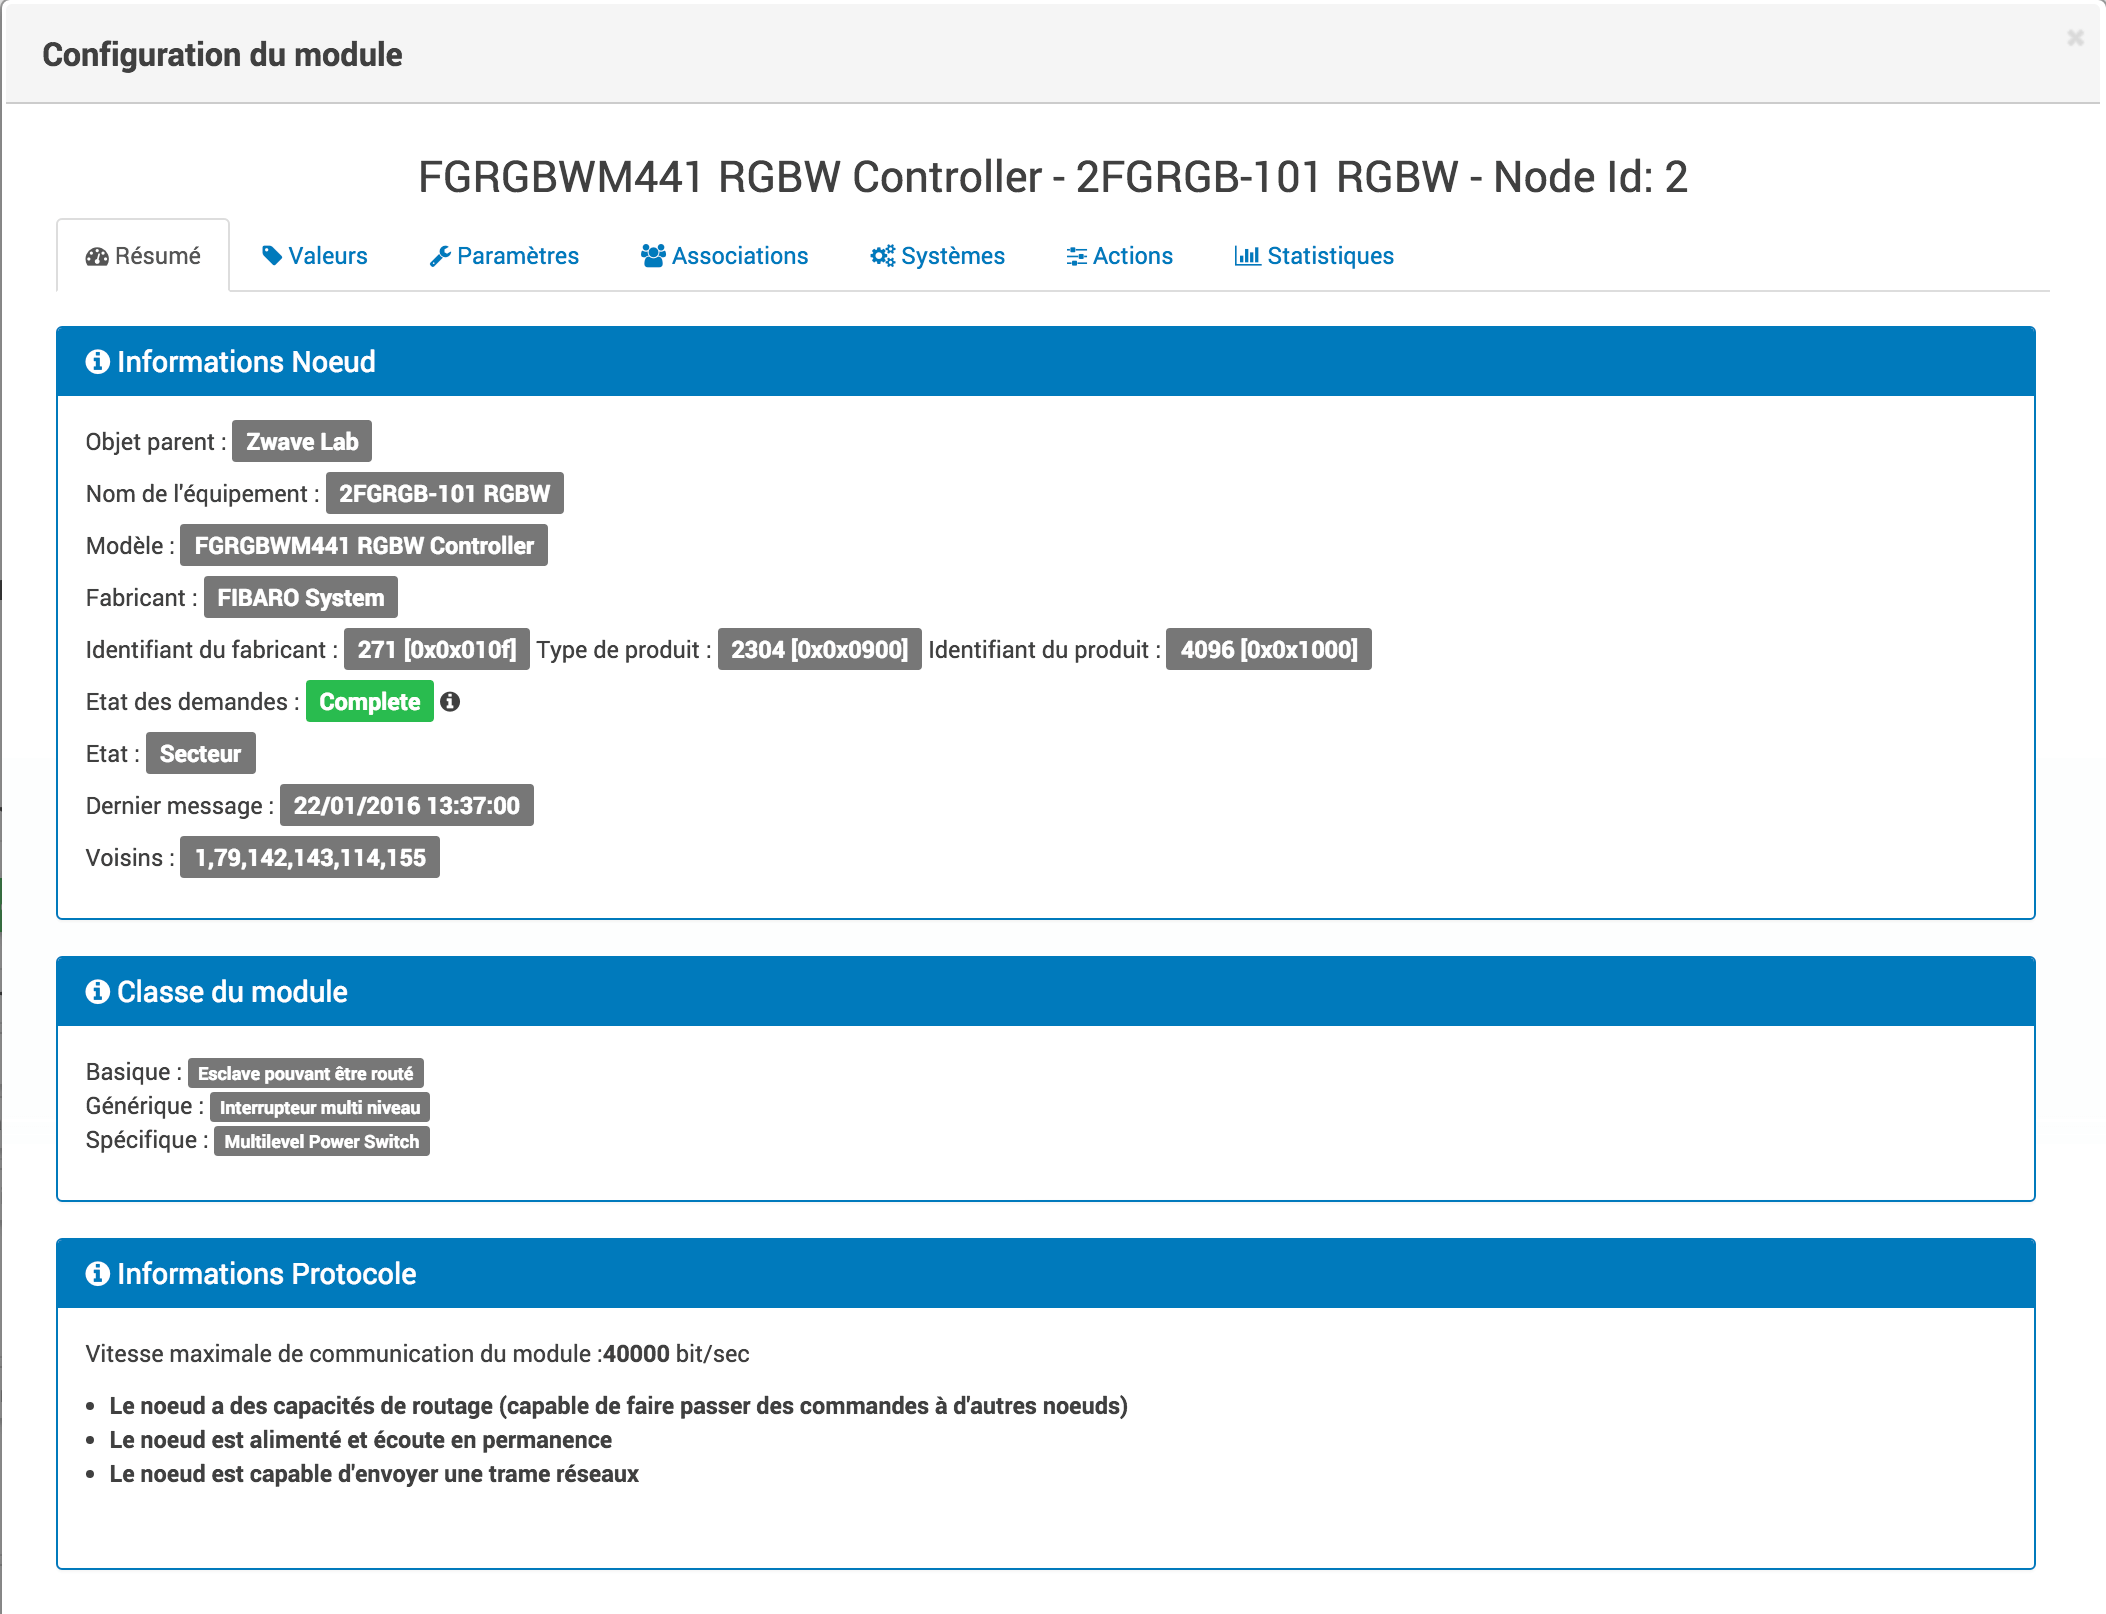 Configuration du module
FGRGBWM441 RGBW Controller - 2FGRGB-101 RGBW - Node Id: 2
Résumé Valeurs Paramètres Associations Systèmes Actions Statistiques
Informations Noeud
Objet parent : Zwave Lab
Nom de l'équipement : 2FGRGB-101 RGBW
Modèle : FGRGBWM441 RGBW Controller
Fabricant : FIBARO System
Identifiant du fabricant : 271 [0x0x010f] Type de produit : 2304 [0x0x0900] Identifiant du produit : 4096 [0x0x1000]
Etat des demandes : Complete
Etat : Secteur
Dernier message : 22/01/2016 13:37:00
Voisins : 1,79,142,143,114,155
Classe du module
Basique : Esclave pouvant être routé
Générique : Interrupteur multi niveau
Spécifique : Multilevel Power Switch
Informations Protocole
Vitesse maximale de communication du module :40000 bit/sec
• Le noeud a des capacités de routage (capable de faire passer des commandes à d'autres noeuds)
• Le noeud est alimenté et écoute en permanence
• Le noeud est capable d'envoyer une trame réseaux